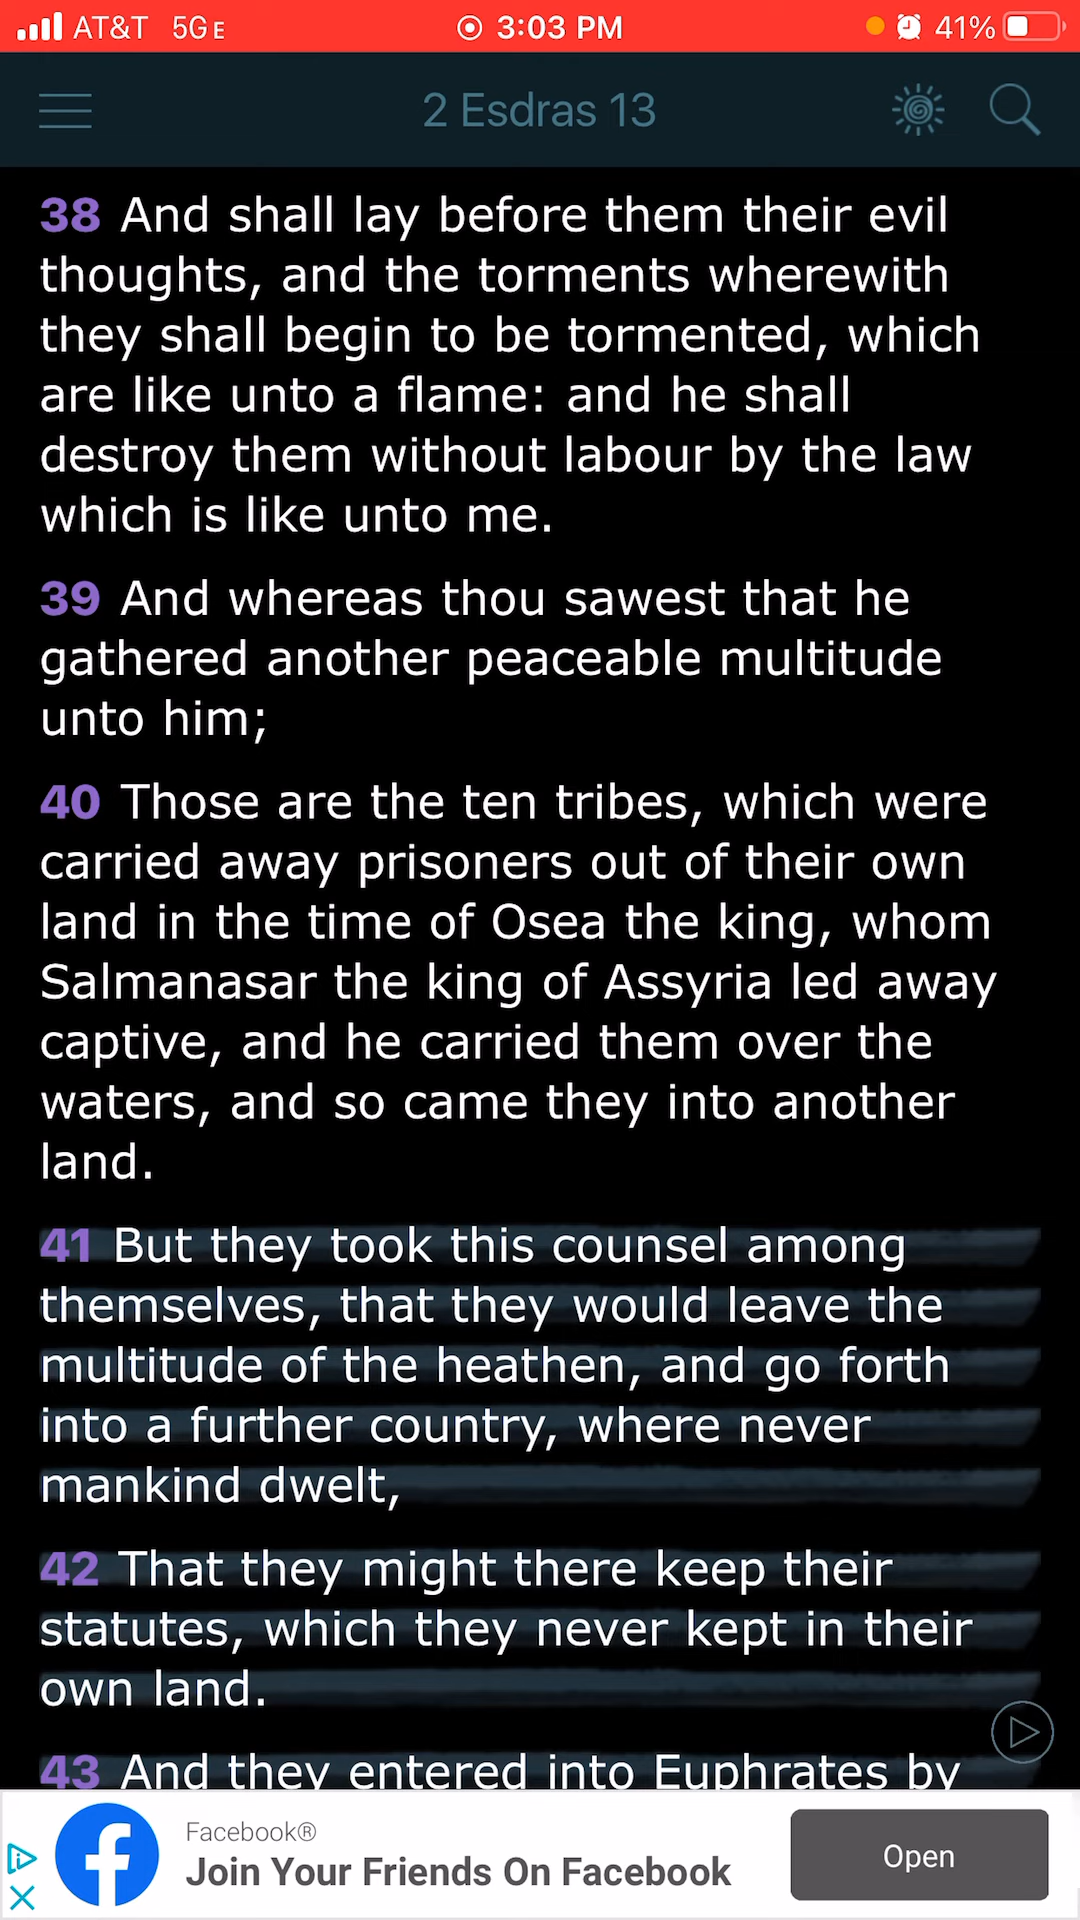 AT&T 5GE 3:03 PM 41%
2 Esdras 13
38 And shall lay before them their evil
thoughts, and the torments wherewith
they shall begin to be tormented, which
are like unto a flame: and he shall
destroy them without labour by the law
which is like unto me.
39 And whereas thou sawest that he
gathered another peaceable multitude
unto him;
40 Those are the ten tribes, which were
carried away prisoners out of their own
land in the time of Osea the king, whom
Salmanasar the king of Assyria led away
captive, and he carried them over the
waters, and so came they into another
land.
41 But they took this counsel among
themselves, that they would leave the
multitude of the heathen, and go forth
into a further country, where never
mankind dwelt,
42 That they might there keep their
statutes, which they never kept in their
own land.
43 And they entered into Euphrates by
Facebook®
Join Your Friends On Facebook
Open